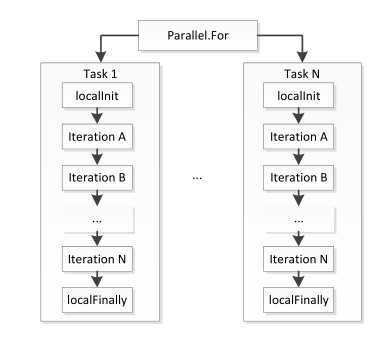 Parallel.For
Task 1
localInit
Iteration A
Iteration B
...
Iteration N
localFinally
...
Task N
localInit
Iteration A
Iteration B
...
Iteration N
localFinally